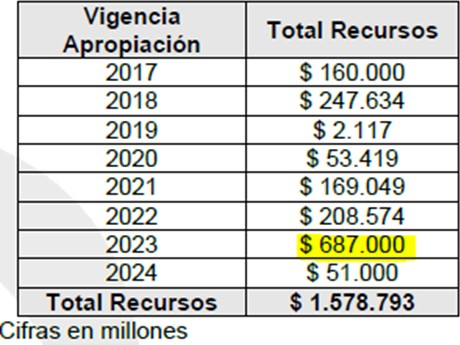 Vigencia Apropiación Total Recursos
2017 $ 160.000
2018 $ 247.634
2019 $ 2.117
2020 $ 53.419
2021 $ 169.049
2022 $ 208.574
2023 $ 687.000
2024 $ 51.000
Total Recursos $ 1.578.793
Cifras en millones